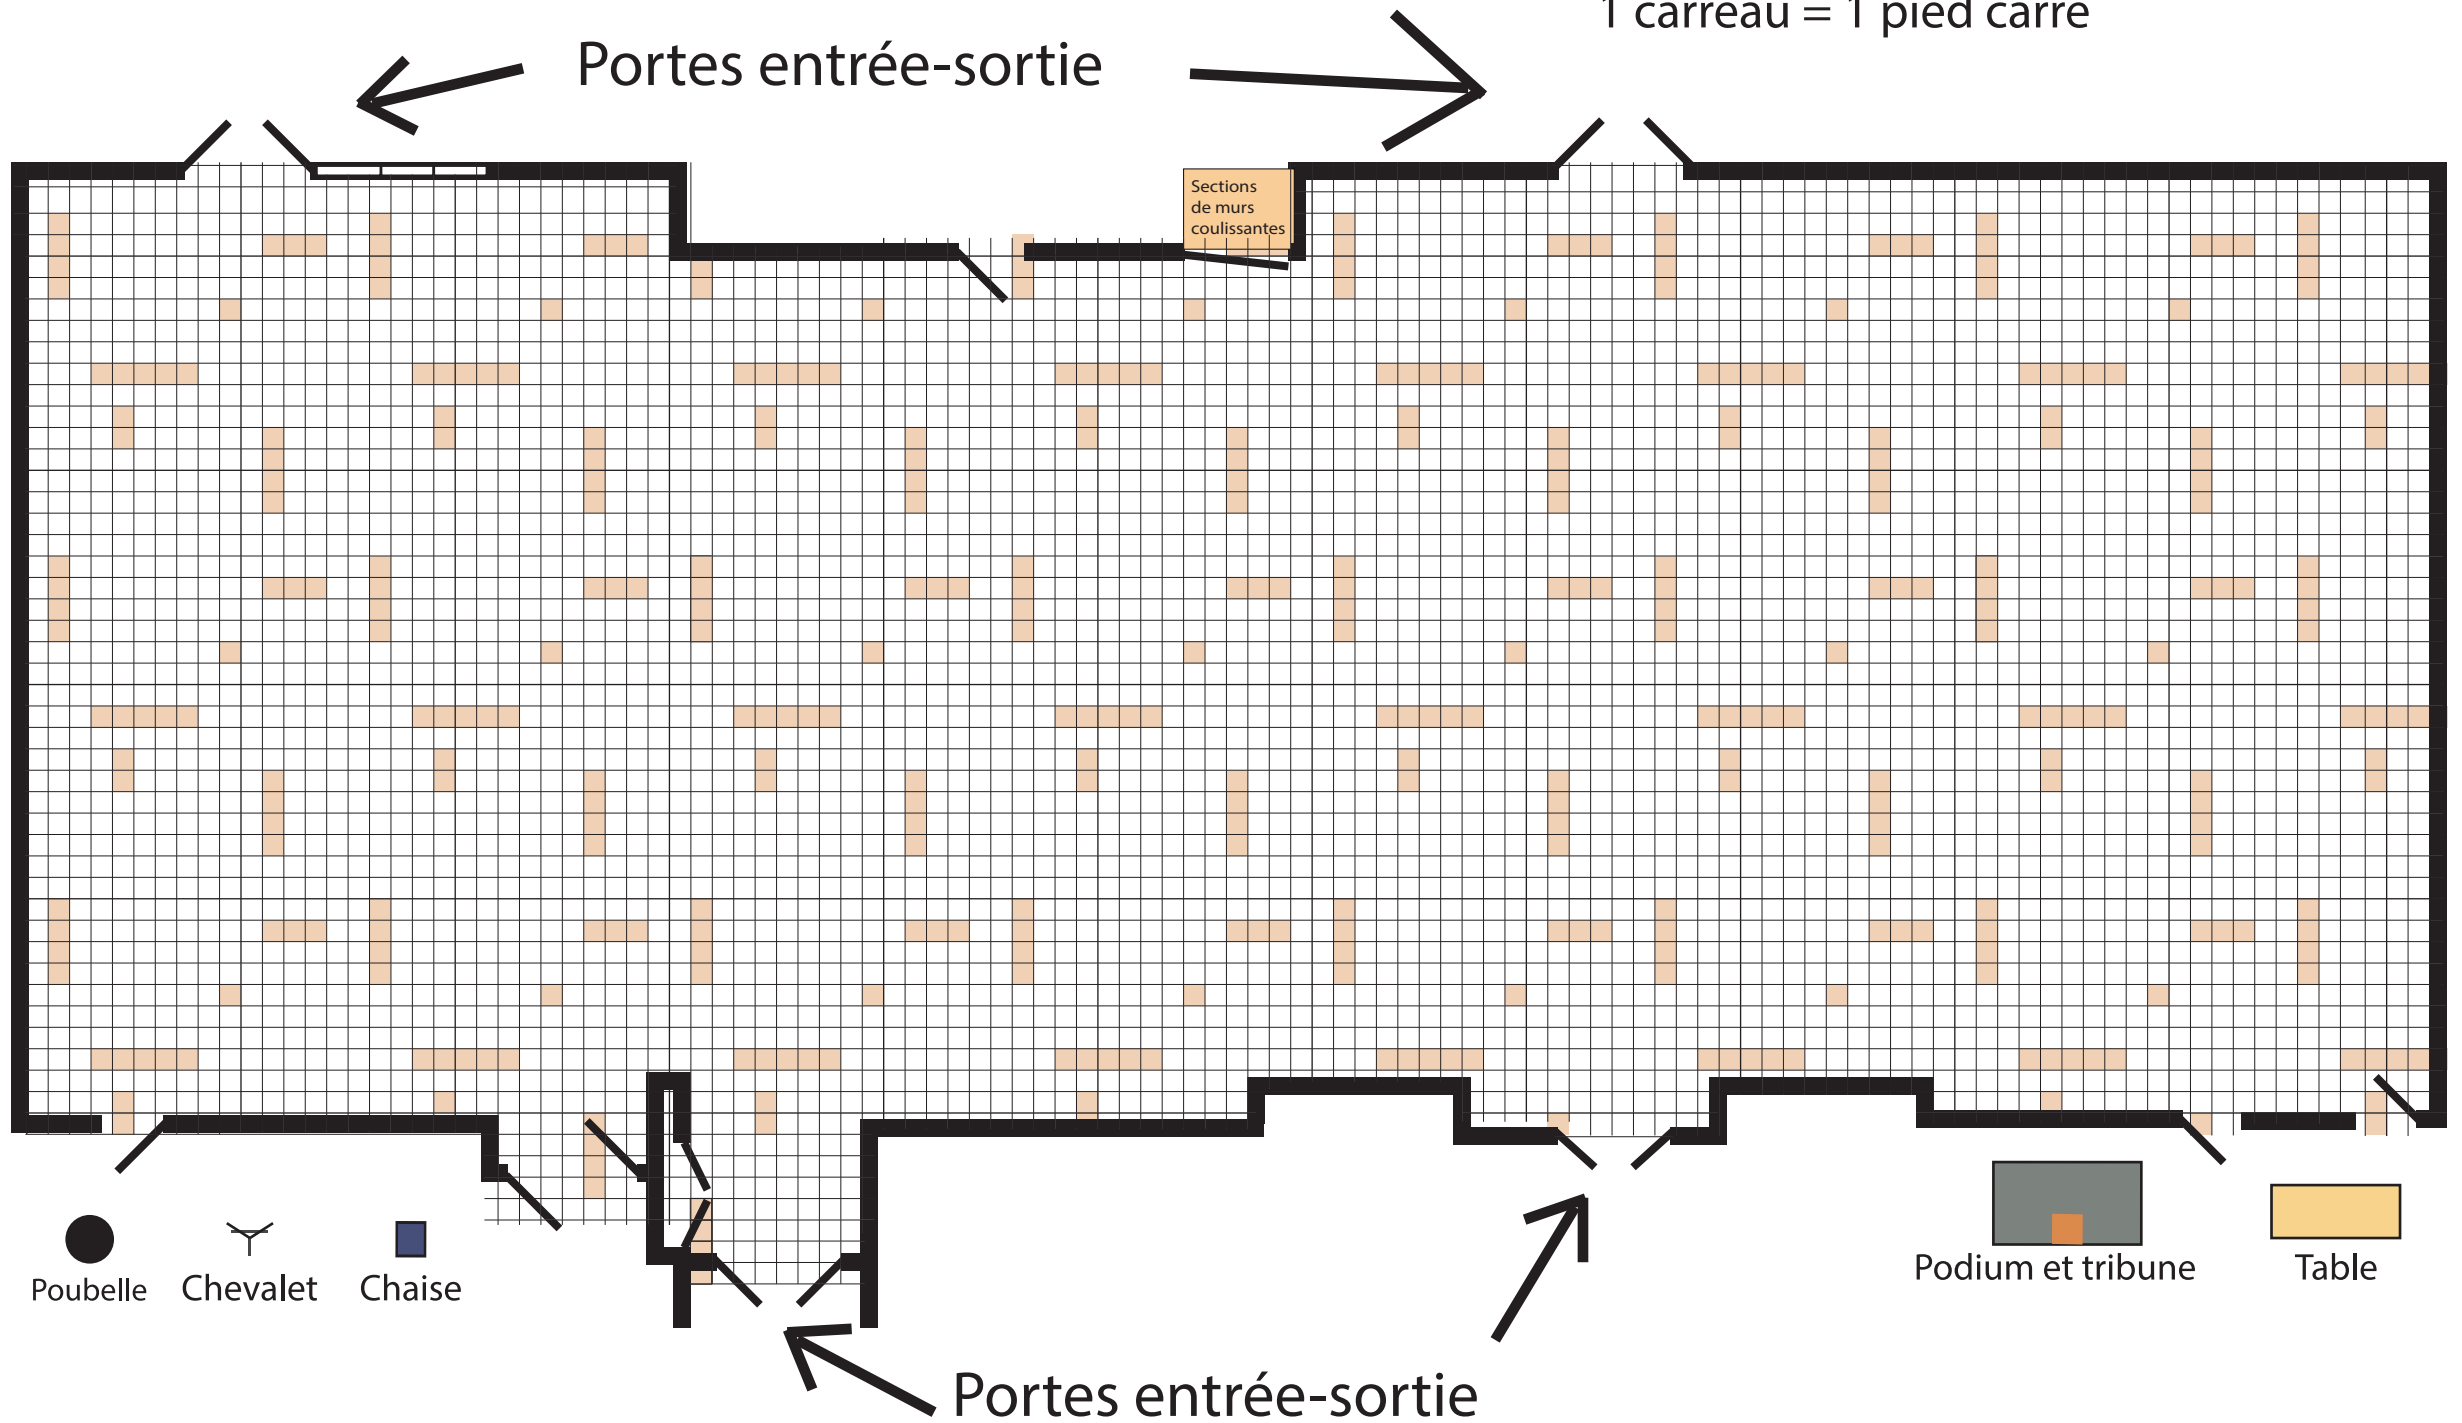 1 carreau = 1 pied carré
Portes entrée-sortie
Sections
de murs
coulissantes
Poubelle
Chevalet
Chaise
Podium et tribune
Table
Portes entrée-sortie